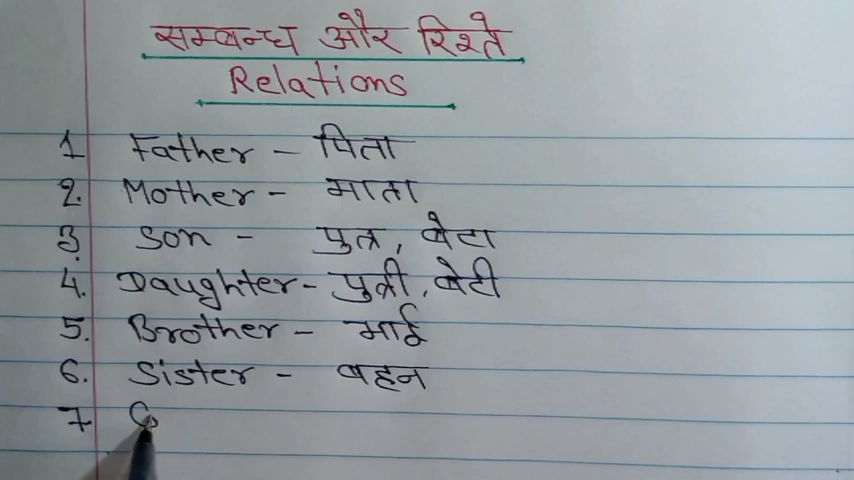 सम्बन्ध और रिश्ते
Relations
1 Father - पिता
2. Mother - माता
3. Son - पुत्र, बेटा
4. Daughter - पुत्री, बेटी
5. Brother - भाई
6. Sister - बहन
7 G